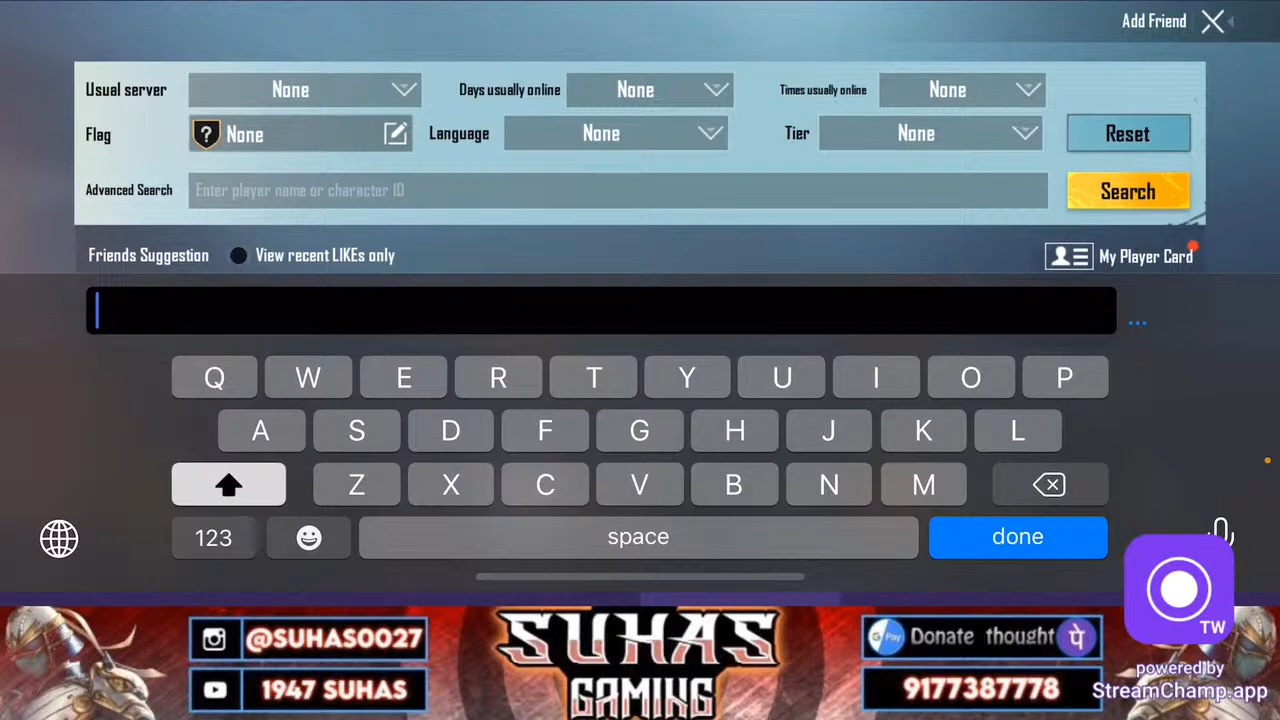 Add Friend
Usual server None Days usually online None Times usually online None
Flag ? None Language None Tier None Reset
Advanced Search Enter player name or character ID Search
Friends Suggestion View recent LIKEs only My Player Card
...
Q W E R T Y U I O P
A S D F G H J K L
Z X C V B N M
123 space done
TW
powered by
StreamChamp.app
@SUHAS0027
1947 SUHAS
SUHAS
GAMING
G Pay Donate thought पे
9177387778